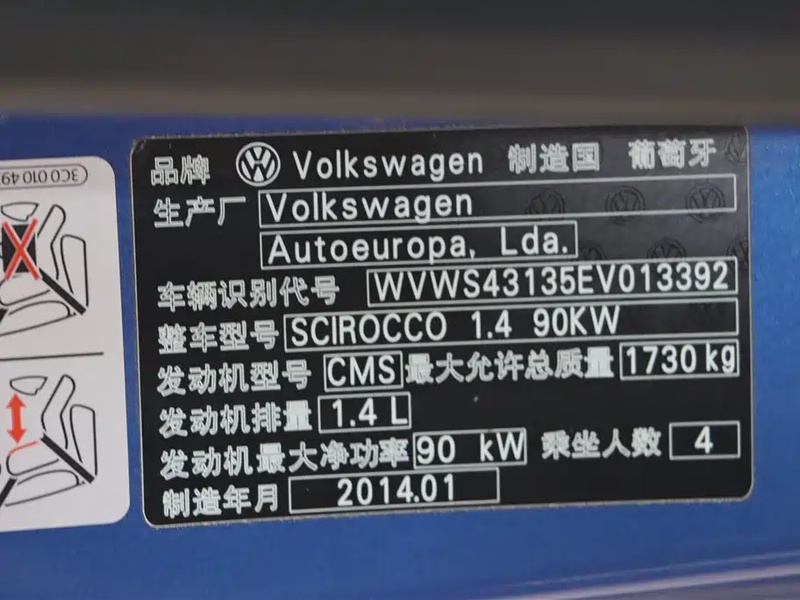 品牌 Volkswagen 制造国 葡萄牙
生产厂 Volkswagen
Autoeuropa, Lda.
车辆识别代号 WVWS43135EV013392
整车型号 SCIROCCO 1.4 90KW
发动机型号 CMS 最大允许总质量 1730 kg
发动机排量 1.4 L
发动机最大净功率 90 kW 乘坐人数 4
制造年月 2014.01